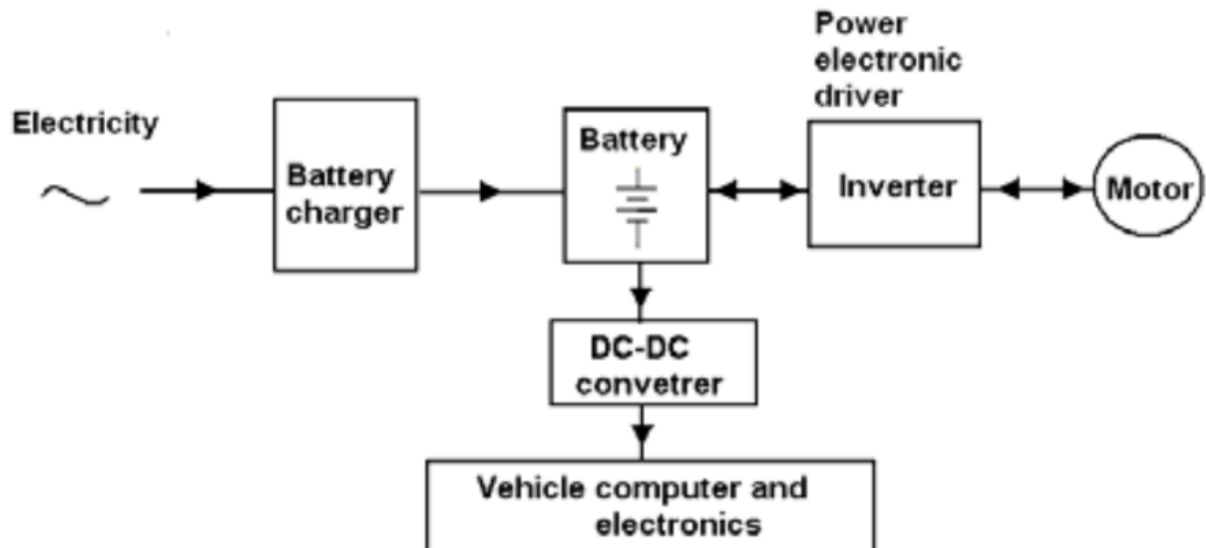 Electricity
Battery
charger
Battery
Power
electronic
driver
Inverter
Motor
DC-DC
convetrer
Vehicle computer and
electronics